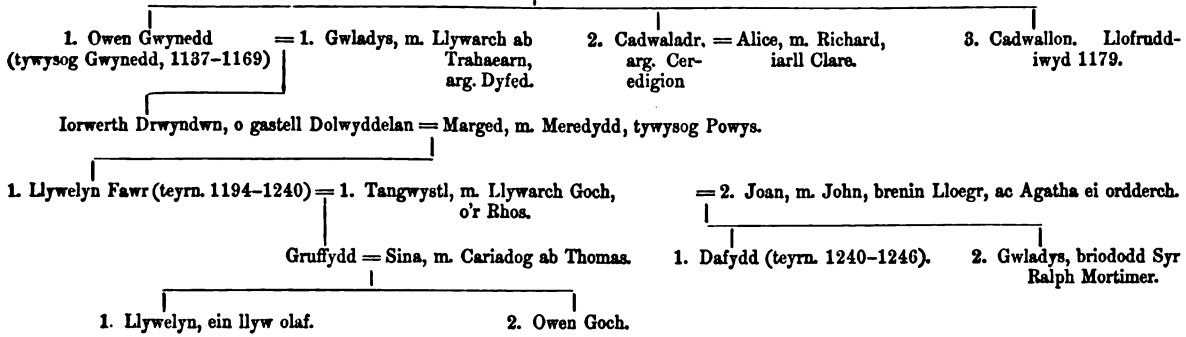 1. Owen Gwynedd = 1. Gwladys, m. Llywarch ab 2. Cadwaladr, = Alice, m. Richard, 3. Cadwallon. Llofrudd-
(tywysog Gwynedd, 1137–1169) Trahaearn, arg. Cer- iarll Clare. iwyd 1179.
arg. Dyfed. edigion
Iorwerth Drwyndwn, o gastell Dolwyddelan = Marged, m. Meredydd, tywysog Powys.
1. Llywelyn Fawr (teyrn. 1194–1240) = 1. Tangwystl, m. Llywarch Goch, = 2. Joan, m. John, brenin Lloegr, ac Agatha ei ordderch.
o'r Rhos.
Gruffydd = Sina, m. Cariadog ab Thomas. 1. Dafydd (teyrn. 1240–1246). 2. Gwladys, briododd Syr
Ralph Mortimer.
1. Llywelyn, ein llyw olaf. 2. Owen Goch.